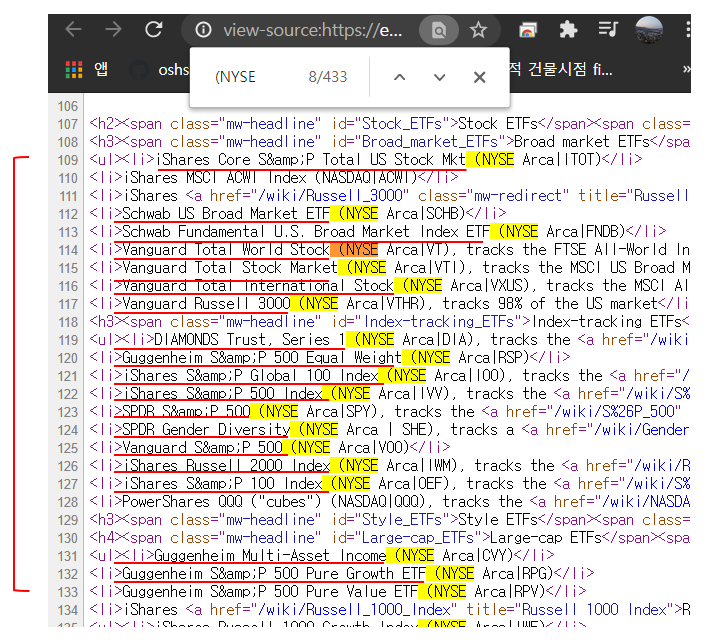 view-source:https://e...
앱
oshs
(NYSE
8/433
적 건물시점 fi...
»
106
107 <h2><span class="mw-headline" id="Stock_ETFs">Stock ETFs</span><span class
108 <h3><span class="mw-headline" id="Broad_market_ETFs">Broad market ETFs</spa
109 <ul><li>iShares Core S&amp;P Total US Stock Mkt (NYSE Arca|ITOT)</li>
110 <li>iShares MSCI ACWI Index (NASDAQ|ACWI)</li>
111 <li>iShares <a href="/wiki/Russell_3000" class="mw-redirect" title="Russell
112 <li>Schwab US Broad Market ETF (NYSE Arca|SCHB)</li>
113 <li>Schwab Fundamental U.S. Broad Market Index ETF (NYSE Arca|FNDB)</li>
114 <li>Vanguard Total World Stock (NYSE Arca|VT), tracks the FTSE All-World In
115 <li>Vanguard Total Stock Market (NYSE Arca|VTI), tracks the MSCI US Broad M
116 <li>Vanguard Total International Stock (NYSE Arca|VXUS), tracks the MSCI Al
117 <li>Vanguard Russell 3000 (NYSE Arca|VTHR), tracks 98% of the US market</li
118 <h3><span class="mw-headline" id="Index-tracking_ETFs">Index-tracking ETFs<
119 <ul><li>DIAMONDS Trust, Series 1 (NYSE Arca|DIA), tracks the <a href="/wiki
120 <li>Guggenheim S&amp;P 500 Equal Weight (NYSE Arca|RSP)</li>
121 <li>iShares S&amp;P Global 100 Index (NYSE Arca|IOO), tracks the <a href="/
122 <li>iShares S&amp;P 500 Index (NYSE Arca|IVV), tracks the <a href="/wiki/S%
123 <li>SPDR S&amp;P 500 (NYSE Arca|SPY), tracks the <a href="/wiki/S%26P_500"
124 <li>SPDR Gender Diversity (NYSE Arca | SHE), tracks a <a href="/wiki/Gender
125 <li>Vanguard S&amp;P 500 (NYSE Arca|VOO)</li>
126 <li>iShares Russell 2000 Index (NYSE Arca|IWM), tracks the <a href="/wiki/R
127 <li>iShares S&amp;P 100 Index (NYSE Arca|OEF), tracks the <a href="/wiki/S%
128 <li>PowerShares QQQ ("cubes") (NASDAQ|QQQ), tracks the <a href="/wiki/NASDA
129 <h3><span class="mw-headline" id="Style_ETFs">Style ETFs</span><span class=
130 <h4><span class="mw-headline" id="Large-cap_ETFs">Large-cap ETFs</span><spa
131 <ul><li>Guggenheim Multi-Asset Income (NYSE Arca|CVY)</li>
132 <li>Guggenheim S&amp;P 500 Pure Growth ETF (NYSE Arca|RPG)</li>
133 <li>Guggenheim S&amp;P 500 Pure Value ETF (NYSE Arca|RPV)</li>
134 <li>iShares <a href="/wiki/Russell_1000_Index" title="Russell 1000 Index">R
135 <ul><li>iShares Russell 1000 Growth Index (NYSE Arca|IWF)</li>